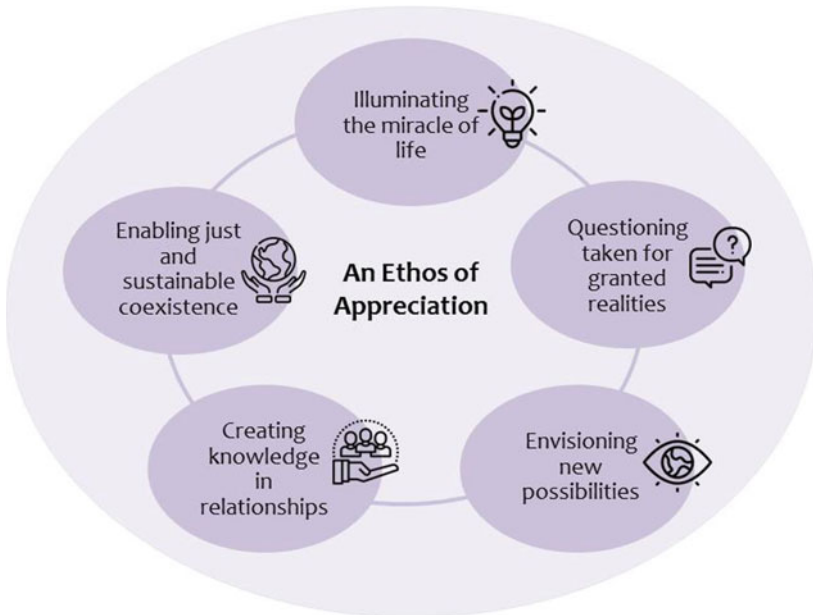 Illuminating
the miracle of
life
Questioning
taken for
granted
realities
?
Envisioning
new
possibilities
Creating
knowledge
in
relationships
Enabling just
and
sustainable
coexistence
An Ethos of
Appreciation